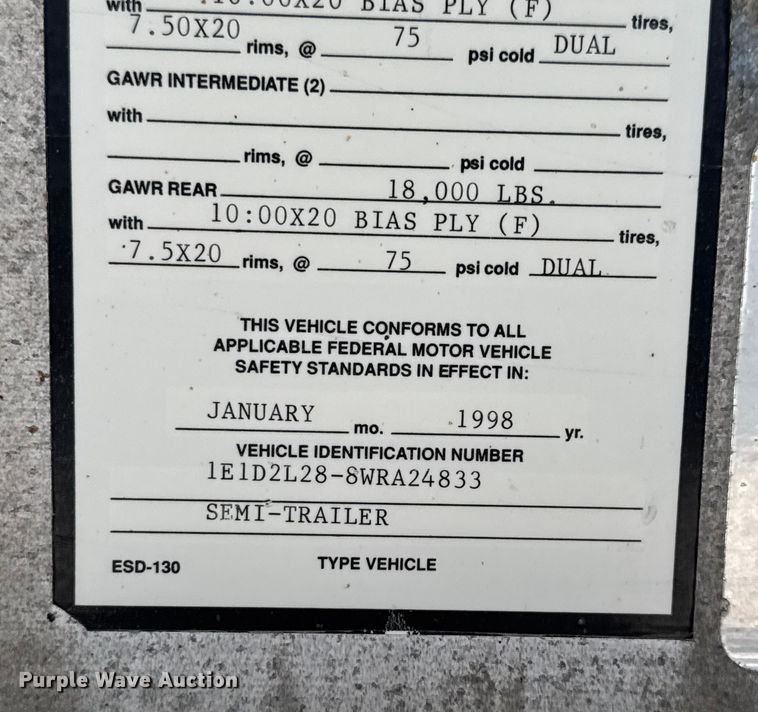 with 10:00X20 BIAS PLY (F) tires,
7.50X20 rims, @ 75 psi cold DUAL
GAWR INTERMEDIATE (2)
with tires,
rims, @ psi cold
GAWR REAR 18,000 LBS.
with 10:00X20 BIAS PLY (F) tires,
7.5X20 rims, @ 75 psi cold DUAL
THIS VEHICLE CONFORMS TO ALL
APPLICABLE FEDERAL MOTOR VEHICLE
SAFETY STANDARDS IN EFFECT IN:
JANUARY mo. 1998 yr.
VEHICLE IDENTIFICATION NUMBER
1E1D2L28-8WRA24833
SEMI-TRAILER
ESD-130 TYPE VEHICLE
Purple Wave Auction